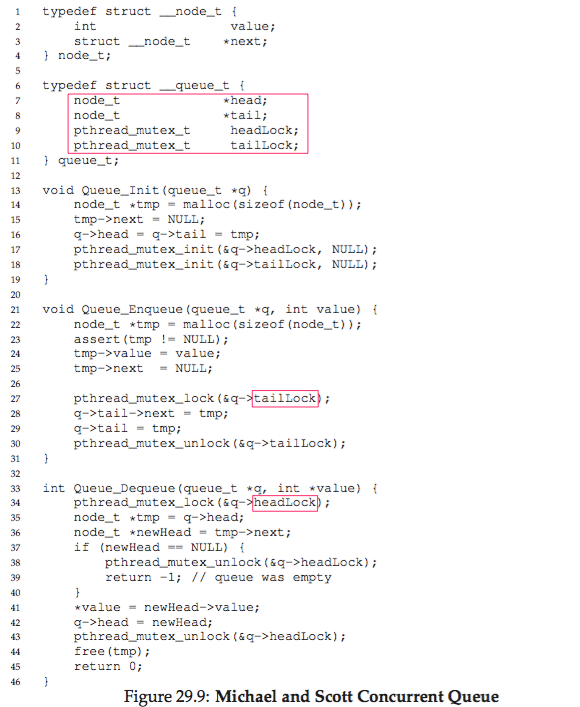 1 typedef struct __node_t {
2 int value;
3 struct __node_t *next;
4 } node_t;
5
6 typedef struct __queue_t {
7 node_t *head;
8 node_t *tail;
9 pthread_mutex_t headLock;
10 pthread_mutex_t tailLock;
11 } queue_t;
12
13 void Queue_Init(queue_t *q) {
14 node_t *tmp = malloc(sizeof(node_t));
15 tmp->next = NULL;
16 q->head = q->tail = tmp;
17 pthread_mutex_init(&q->headLock, NULL);
18 pthread_mutex_init(&q->tailLock, NULL);
19 }
20
21 void Queue_Enqueue(queue_t *q, int value) {
22 node_t *tmp = malloc(sizeof(node_t));
23 assert(tmp != NULL);
24 tmp->value = value;
25 tmp->next = NULL;
26
27 pthread_mutex_lock(&q->tailLock);
28 q->tail->next = tmp;
29 q->tail = tmp;
30 pthread_mutex_unlock(&q->tailLock);
31 }
32
33 int Queue_Dequeue(queue_t *q, int *value) {
34 pthread_mutex_lock(&q->headLock);
35 node_t *tmp = q->head;
36 node_t *newHead = tmp->next;
37 if (newHead == NULL) {
38 pthread_mutex_unlock(&q->headLock);
39 return -1; // queue was empty
40 }
41 *value = newHead->value;
42 q->head = newHead;
43 pthread_mutex_unlock(&q->headLock);
44 free(tmp);
45 return 0;
46 }
Figure 29.9: Michael and Scott Concurrent Queue